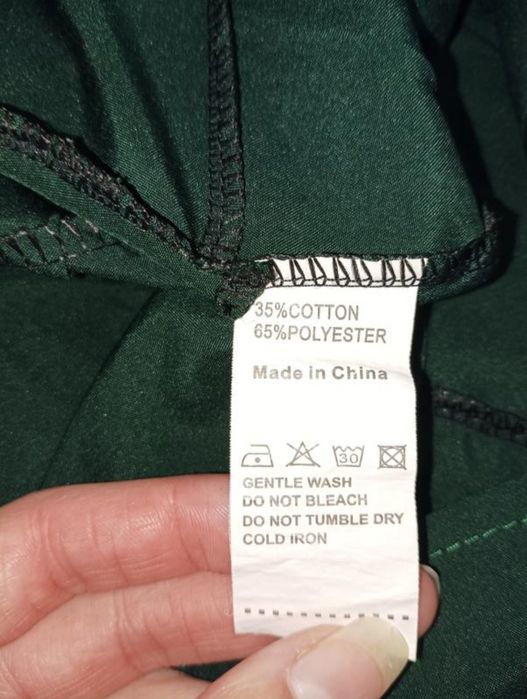 35%COTTON
65%POLYESTER
Made in China
30
GENTLE WASH
DO NOT BLEACH
DO NOT TUMBLE DRY
COLD IRON